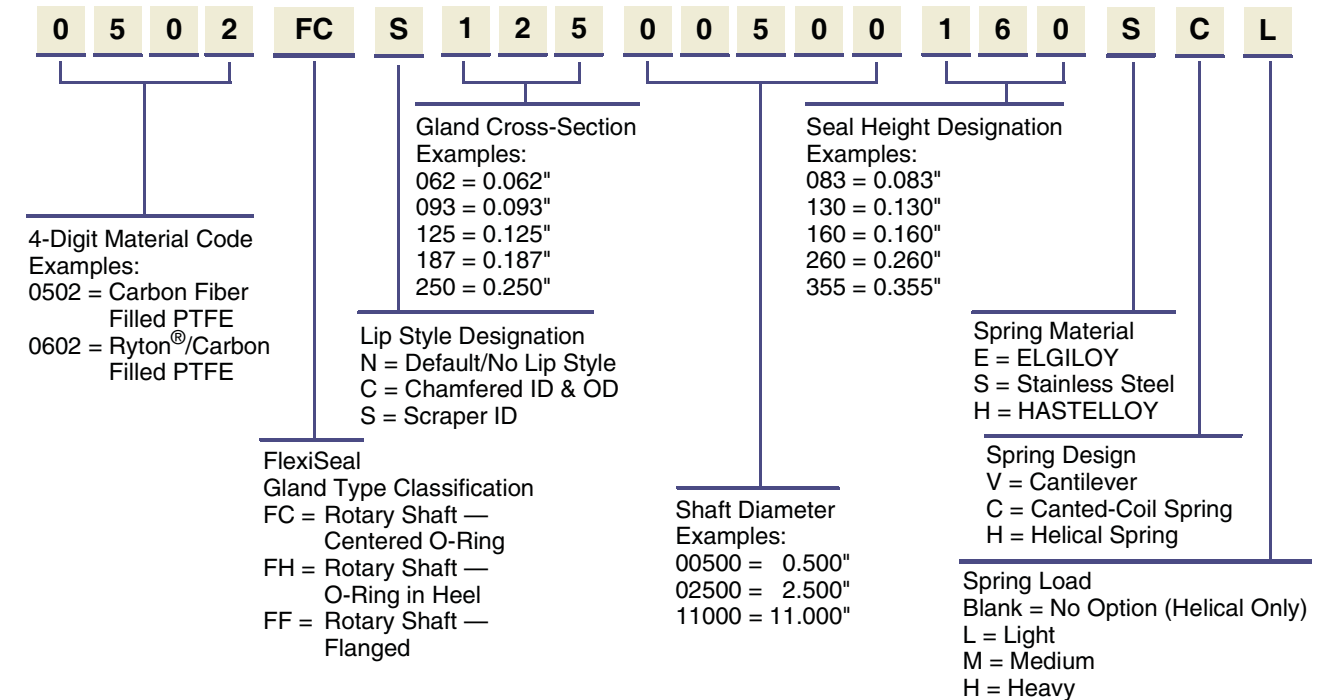 0 5 0 2 FC S 1 2 5 0 0 5 0 0 1 6 0 S C L
4-Digit Material Code
Examples:
0502 = Carbon Fiber
Filled PTFE
0602 = Ryton®/Carbon
Filled PTFE
FlexiSeal
Gland Type Classification
FC = Rotary Shaft —
Centered O-Ring
FH = Rotary Shaft —
O-Ring in Heel
FF = Rotary Shaft —
Flanged
Lip Style Designation
N = Default/No Lip Style
C = Chamfered ID & OD
S = Scraper ID
Gland Cross-Section
Examples:
062 = 0.062"
093 = 0.093"
125 = 0.125"
187 = 0.187"
250 = 0.250"
Shaft Diameter
Examples:
00500 = 0.500"
02500 = 2.500"
11000 = 11.000"
Seal Height Designation
Examples:
083 = 0.083"
130 = 0.130"
160 = 0.160"
260 = 0.260"
355 = 0.355"
Spring Material
E = ELGILOY
S = Stainless Steel
H = HASTELLOY
Spring Design
V = Cantilever
C = Canted-Coil Spring
H = Helical Spring
Spring Load
Blank = No Option (Helical Only)
L = Light
M = Medium
H = Heavy